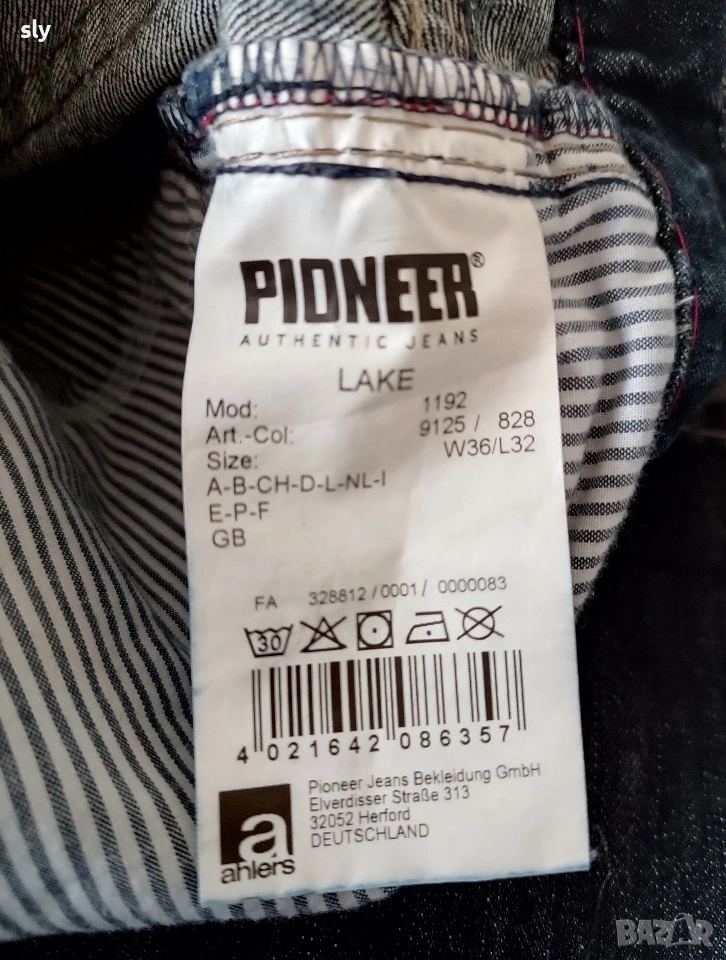 sly
PIONEER®
AUTHENTIC JEANS
LAKE
Mod: 1192
Art.-Col: 9125 / 828
Size: W36/L32
A-B-CH-D-L-NL-I
E-P-F
GB
FA 328812 /0001/ 0000083
30
4 021642 086357
a
ahlers
Pioneer Jeans Bekleidung GmbH
Elverdisser Straße 313
32052 Herford
DEUTSCHLAND
BAZAR